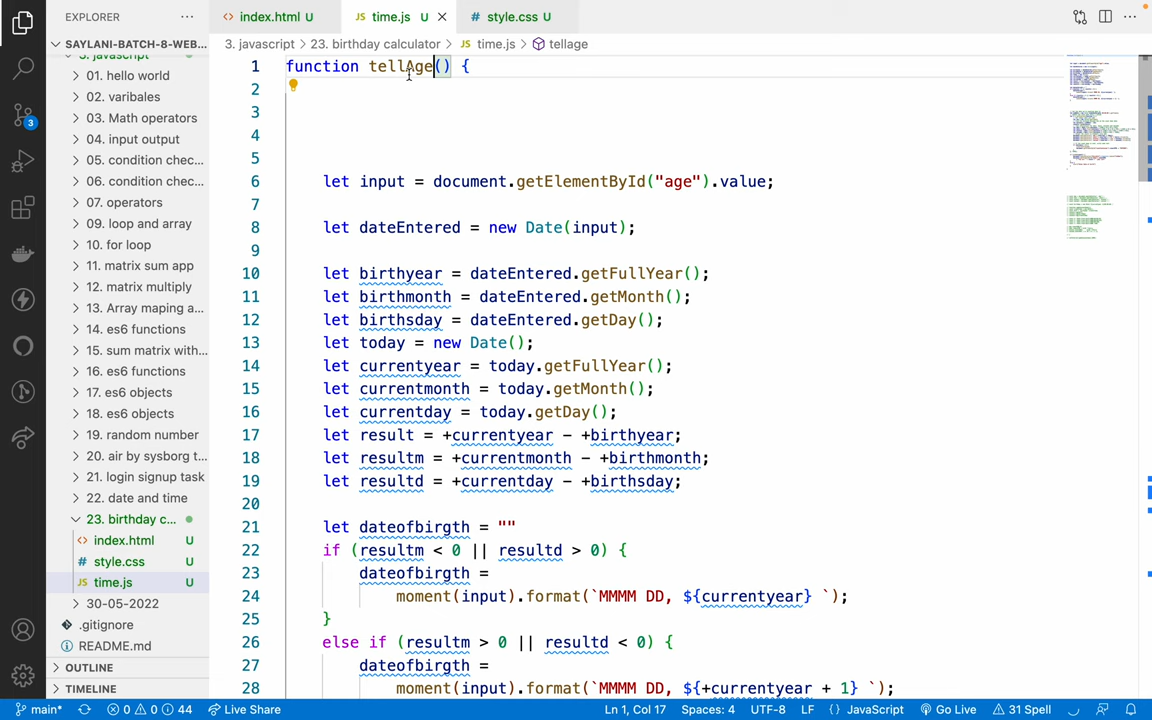 EXPLORER
SAYLANI-BATCH-8-WEB...
3. javascript
01. hello world
02. varibales
03. Math operators
04. input output
05. condition chec...
06. condition chec...
07. operators
09. loop and array
10. for loop
11. matrix sum app
12. matrix multiply
13. Array maping a...
14. es6 functions
15. sum matrix with...
16. es6 functions
17. es6 objects
18. es6 objects
19. random number
20. air by sysborg t...
21. login signup task
22. date and time
23. birthday c...
<> index.html U
style.css U
JS time.js U
30-05-2022
.gitignore
README.md
OUTLINE
TIMELINE
3
<> index.html U
JS time.js U
# style.css U
3. javascript > 23. birthday calculator > JS time.js > tellage
1 function tellAge() {
2
3
4
5
6 let input = document.getElementById("age").value;
7
8 let dateEntered = new Date(input);
9
10 let birthyear = dateEntered.getFullYear();
11 let birthmonth = dateEntered.getMonth();
12 let birthsday = dateEntered.getDay();
13 let today = new Date();
14 let currentyear = today.getFullYear();
15 let currentmonth = today.getMonth();
16 let currentday = today.getDay();
17 let result = +currentyear - +birthyear;
18 let resultm = +currentmonth - +birthmonth;
19 let resultd = +currentday - +birthsday;
20
21 let dateofbirgth = ""
22 if (resultm < 0 || resultd > 0) {
23 dateofbirgth =
24 moment(input).format(`MMMM DD, ${currentyear} `);
25 }
26 else if (resultm > 0 || resultd < 0) {
27 dateofbirgth =
28 moment(input).format(`MMMM DD, ${+currentyear + 1} `);
main* 0 0 44 Live Share Ln 1, Col 17 Spaces: 4 UTF-8 LF {} JavaScript Go Live 31 Spell